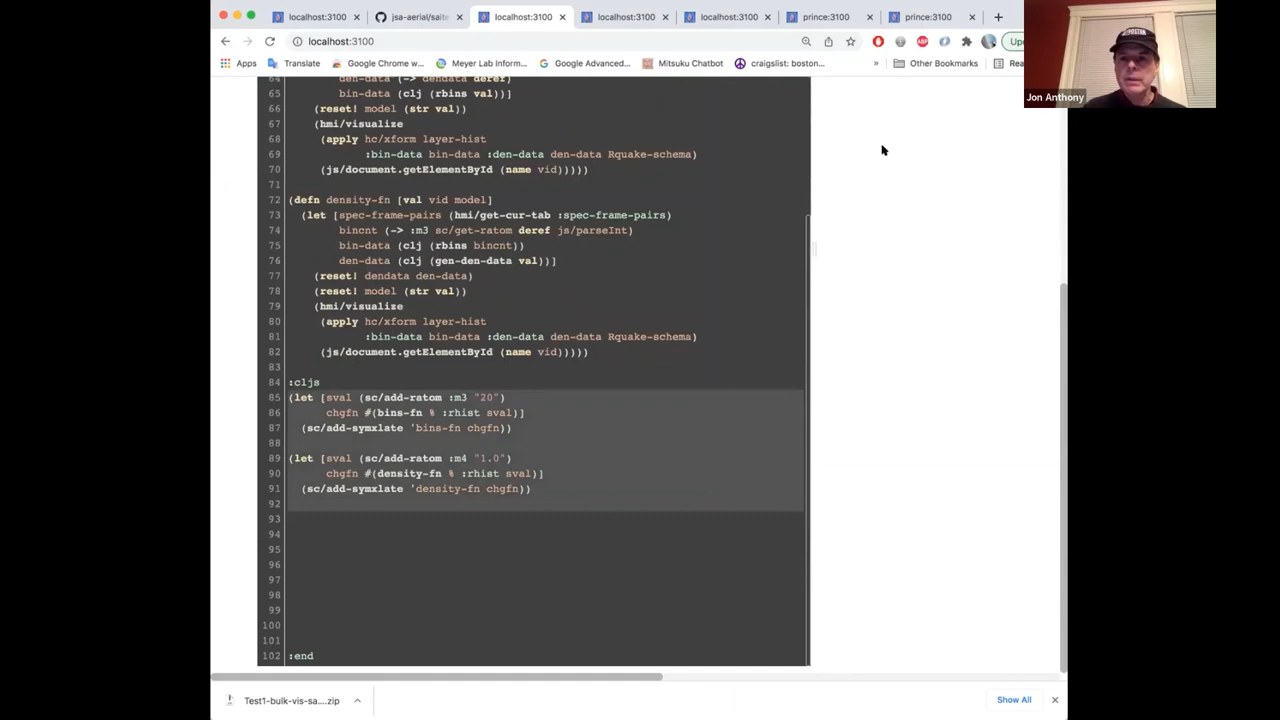 localhost:3100
jsa-aerial/saite
localhost:3100
localhost:3100
localhost:3100
prince:3100
prince:3100
localhost:3100
Apps
Translate
Google Chrome w...
Meyer Lab Inform...
Google Advanced...
Mitsuku Chatbot
craigslist: boston...
»
Other Bookmarks
Jon Anthony
64 den-data (-> dendata deref)
65 bin-data (clj (rbins val))]
66 (reset! model (str val))
67 (hmi/visualize
68 (apply hc/xform layer-hist
69 :bin-data bin-data :den-data den-data Rquake-schema)
70 (js/document.getElementById (name vid)))))
71
72 (defn density-fn [val vid model]
73 (let [spec-frame-pairs (hmi/get-cur-tab :spec-frame-pairs)
74 bincnt (-> :m3 sc/get-ratom deref js/parseInt)
75 bin-data (clj (rbins bincnt))
76 den-data (clj (gen-den-data val))]
77 (reset! dendata den-data)
78 (reset! model (str val))
79 (hmi/visualize
80 (apply hc/xform layer-hist
81 :bin-data bin-data :den-data den-data Rquake-schema)
82 (js/document.getElementById (name vid)))))
83
84 :cljs
85 (let [sval (sc/add-ratom :m3 "20")
86 chgfn #(bins-fn % :rhist sval)]
87 (sc/add-symxlate 'bins-fn chgfn))
88
89 (let [sval (sc/add-ratom :m4 "1.0")
90 chgfn #(density-fn % :rhist sval)]
91 (sc/add-symxlate 'density-fn chgfn))
92
93
94
95
96
97
98
99
100
101
102 :end
Test1-bulk-vis-sa....zip
Show All